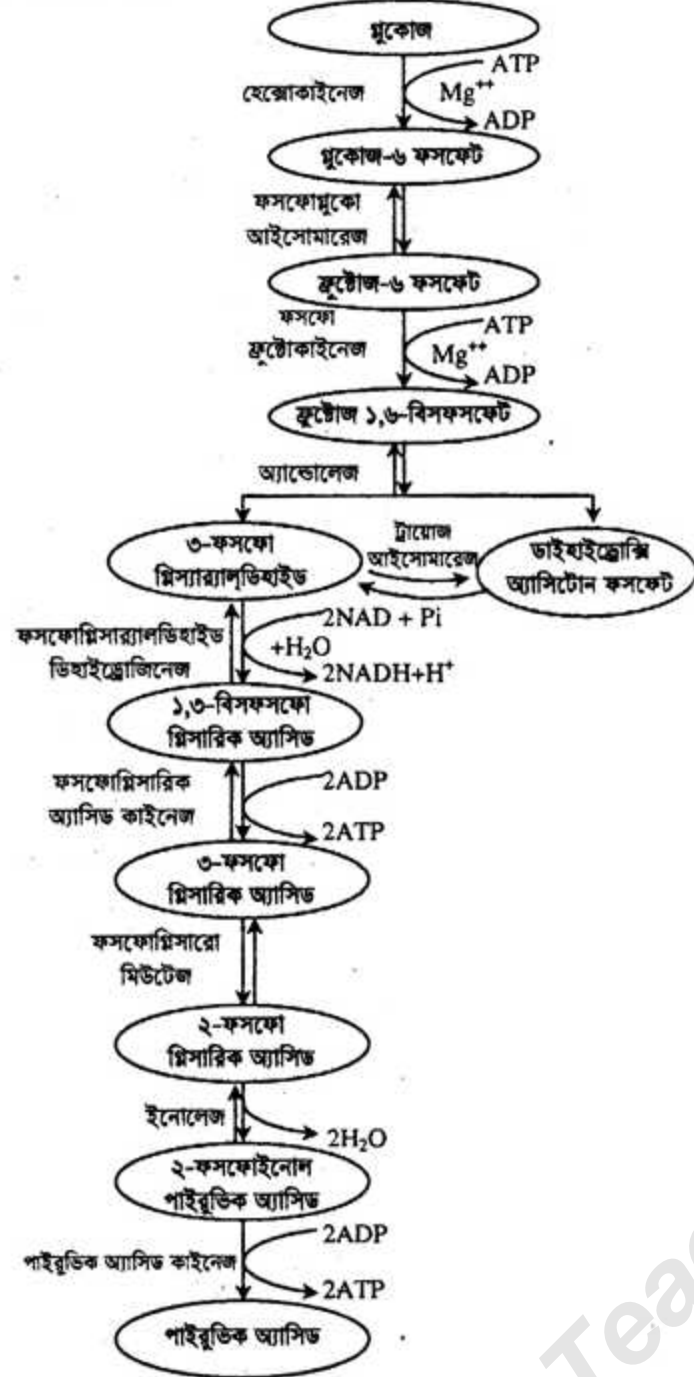 গ্লুকোজ
ATP
হেক্সোকাইনেজ
Mg++
ADP
গ্লুকোজ-৬ ফসফেট
ফসফোগ্লুকো
আইসোমারেজ
ফ্রুক্টোজ-৬ ফসফেট
ফসফো
ফ্রুক্টোকাইনেজ
ATP
Mg++
ADP
ফ্রুক্টোজ ১,৬-বিসফসফেট
অ্যাল্ডোলেজ
৩-ফসফো
গ্লিস্যার‍্যাল্‌ডিহাইড
ট্রায়োজ
আইসোমারেজ
ডাইহাইড্রোক্সি
অ্যাসিটোন ফসফেট
ফসফোগ্লিসার‍্যালডিহাইড
ডিহাইড্রোজিনেজ
2NAD + Pi
+H₂O
2NADH+H⁺
১,৩-বিসফসফো
গ্লিসারিক অ্যাসিড
ফসফোগ্লিসারিক
অ্যাসিড কাইনেজ
2ADP
2ATP
৩-ফসফো
গ্লিসারিক অ্যাসিড
ফসফোগ্লিসারো
মিউটেজ
২-ফসফো
গ্লিসারিক অ্যাসিড
ইনোলেজ
2H₂O
২-ফসফোইনোল
পাইরুভিক অ্যাসিড
পাইরুভিক অ্যাসিড কাইনেজ
2ADP
2ATP
পাইরুভিক অ্যাসিড